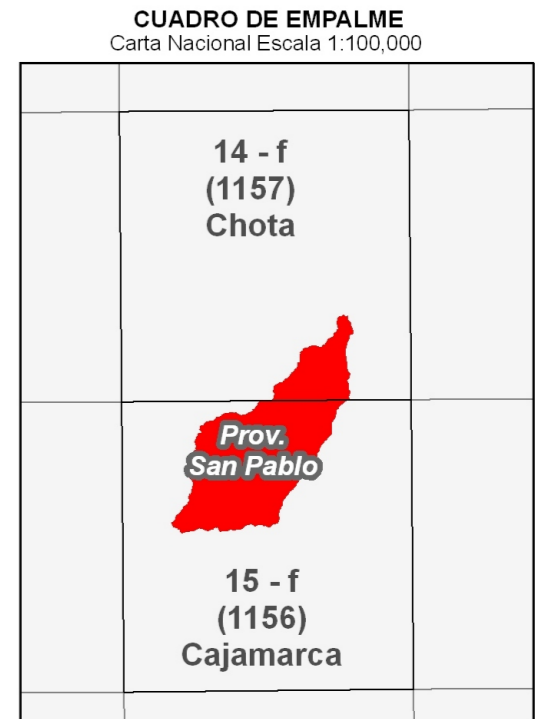 CUADRO DE EMPALME
Carta Nacional Escala 1:100,000
14 - f
(1157)
Chota
Prov.
San Pablo
15 - f
(1156)
Cajamarca